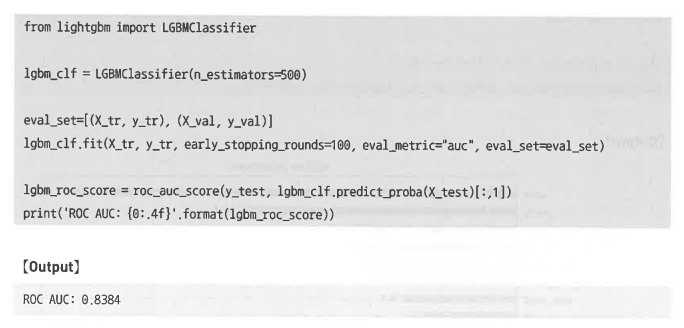 from lightgbm import LGBMClassifier
lgbm_clf = LGBMClassifier(n_estimators=500)
eval_set=[(X_tr, y_tr), (X_val, y_val)]
lgbm_clf.fit(X_tr, y_tr, early_stopping_rounds=100, eval_metric="auc", eval_set=eval_set)
lgbm_roc_score = roc_auc_score(y_test, lgbm_clf.predict_proba(X_test)[:,1])
print('ROC AUC: {0:.4f}'.format(lgbm_roc_score))
【Output】
ROC AUC: 0.8384